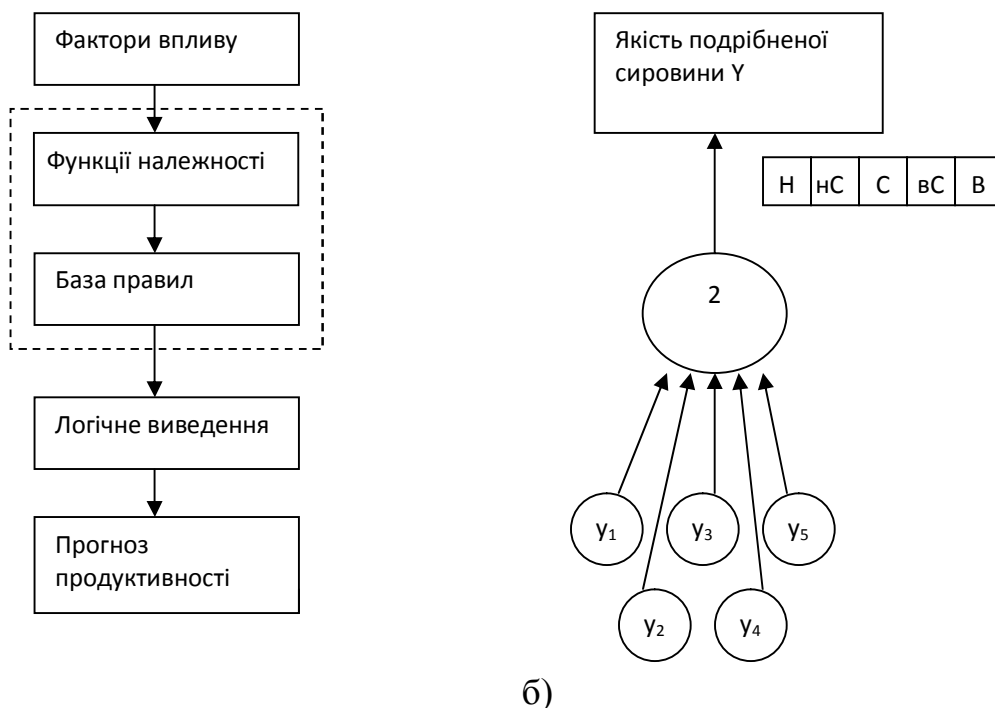 Фактори впливу
Функції належності
База правил
Логічне виведення
Прогноз
продуктивності
Якість подрібненої
сировини Y
Н нС С вС В
2
y₁ y₃ y₅
y₂ y₄
б)